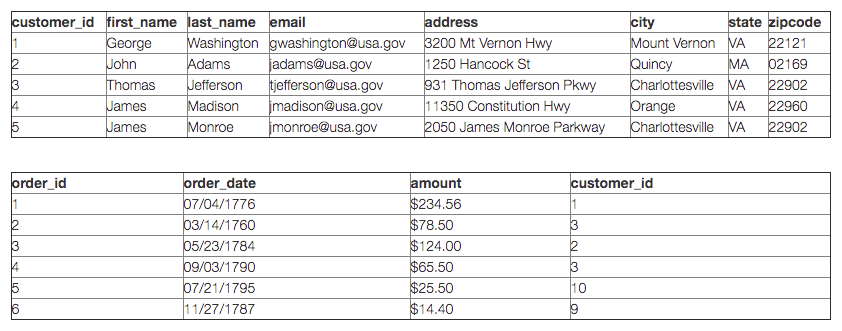 customer_id first_name last_name email address city state zipcode
1 George Washington gwashington@usa.gov 3200 Mt Vernon Hwy Mount Vernon VA 22121
2 John Adams jadams@usa.gov 1250 Hancock St Quincy MA 02169
3 Thomas Jefferson tjefferson@usa.gov 931 Thomas Jefferson Pkwy Charlottesville VA 22902
4 James Madison jmadison@usa.gov 11350 Constitution Hwy Orange VA 22960
5 James Monroe jmonroe@usa.gov 2050 James Monroe Parkway Charlottesville VA 22902
order_id order_date amount customer_id
1 07/04/1776 $234.56 1
2 03/14/1760 $78.50 3
3 05/23/1784 $124.00 2
4 09/03/1790 $65.50 3
5 07/21/1795 $25.50 10
6 11/27/1787 $14.40 9